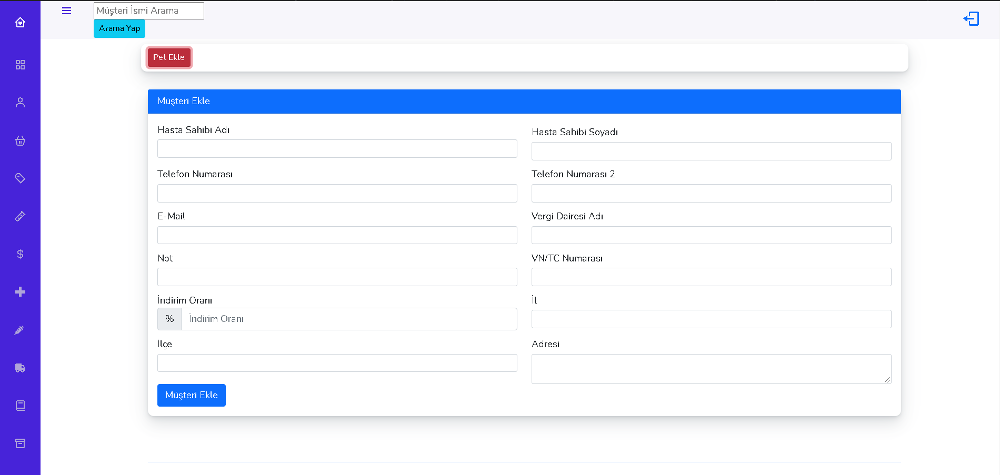 Müşteri İsmi Arama
Arama Yap
Pet Ekle
Müşteri Ekle
Hasta Sahibi Adı
Hasta Sahibi Soyadı
Telefon Numarası
Telefon Numarası 2
E-Mail
Vergi Dairesi Adı
Not
VN/TC Numarası
İndirim Oranı
İl
% İndirim Oranı
İlçe
Adresi
Müşteri Ekle